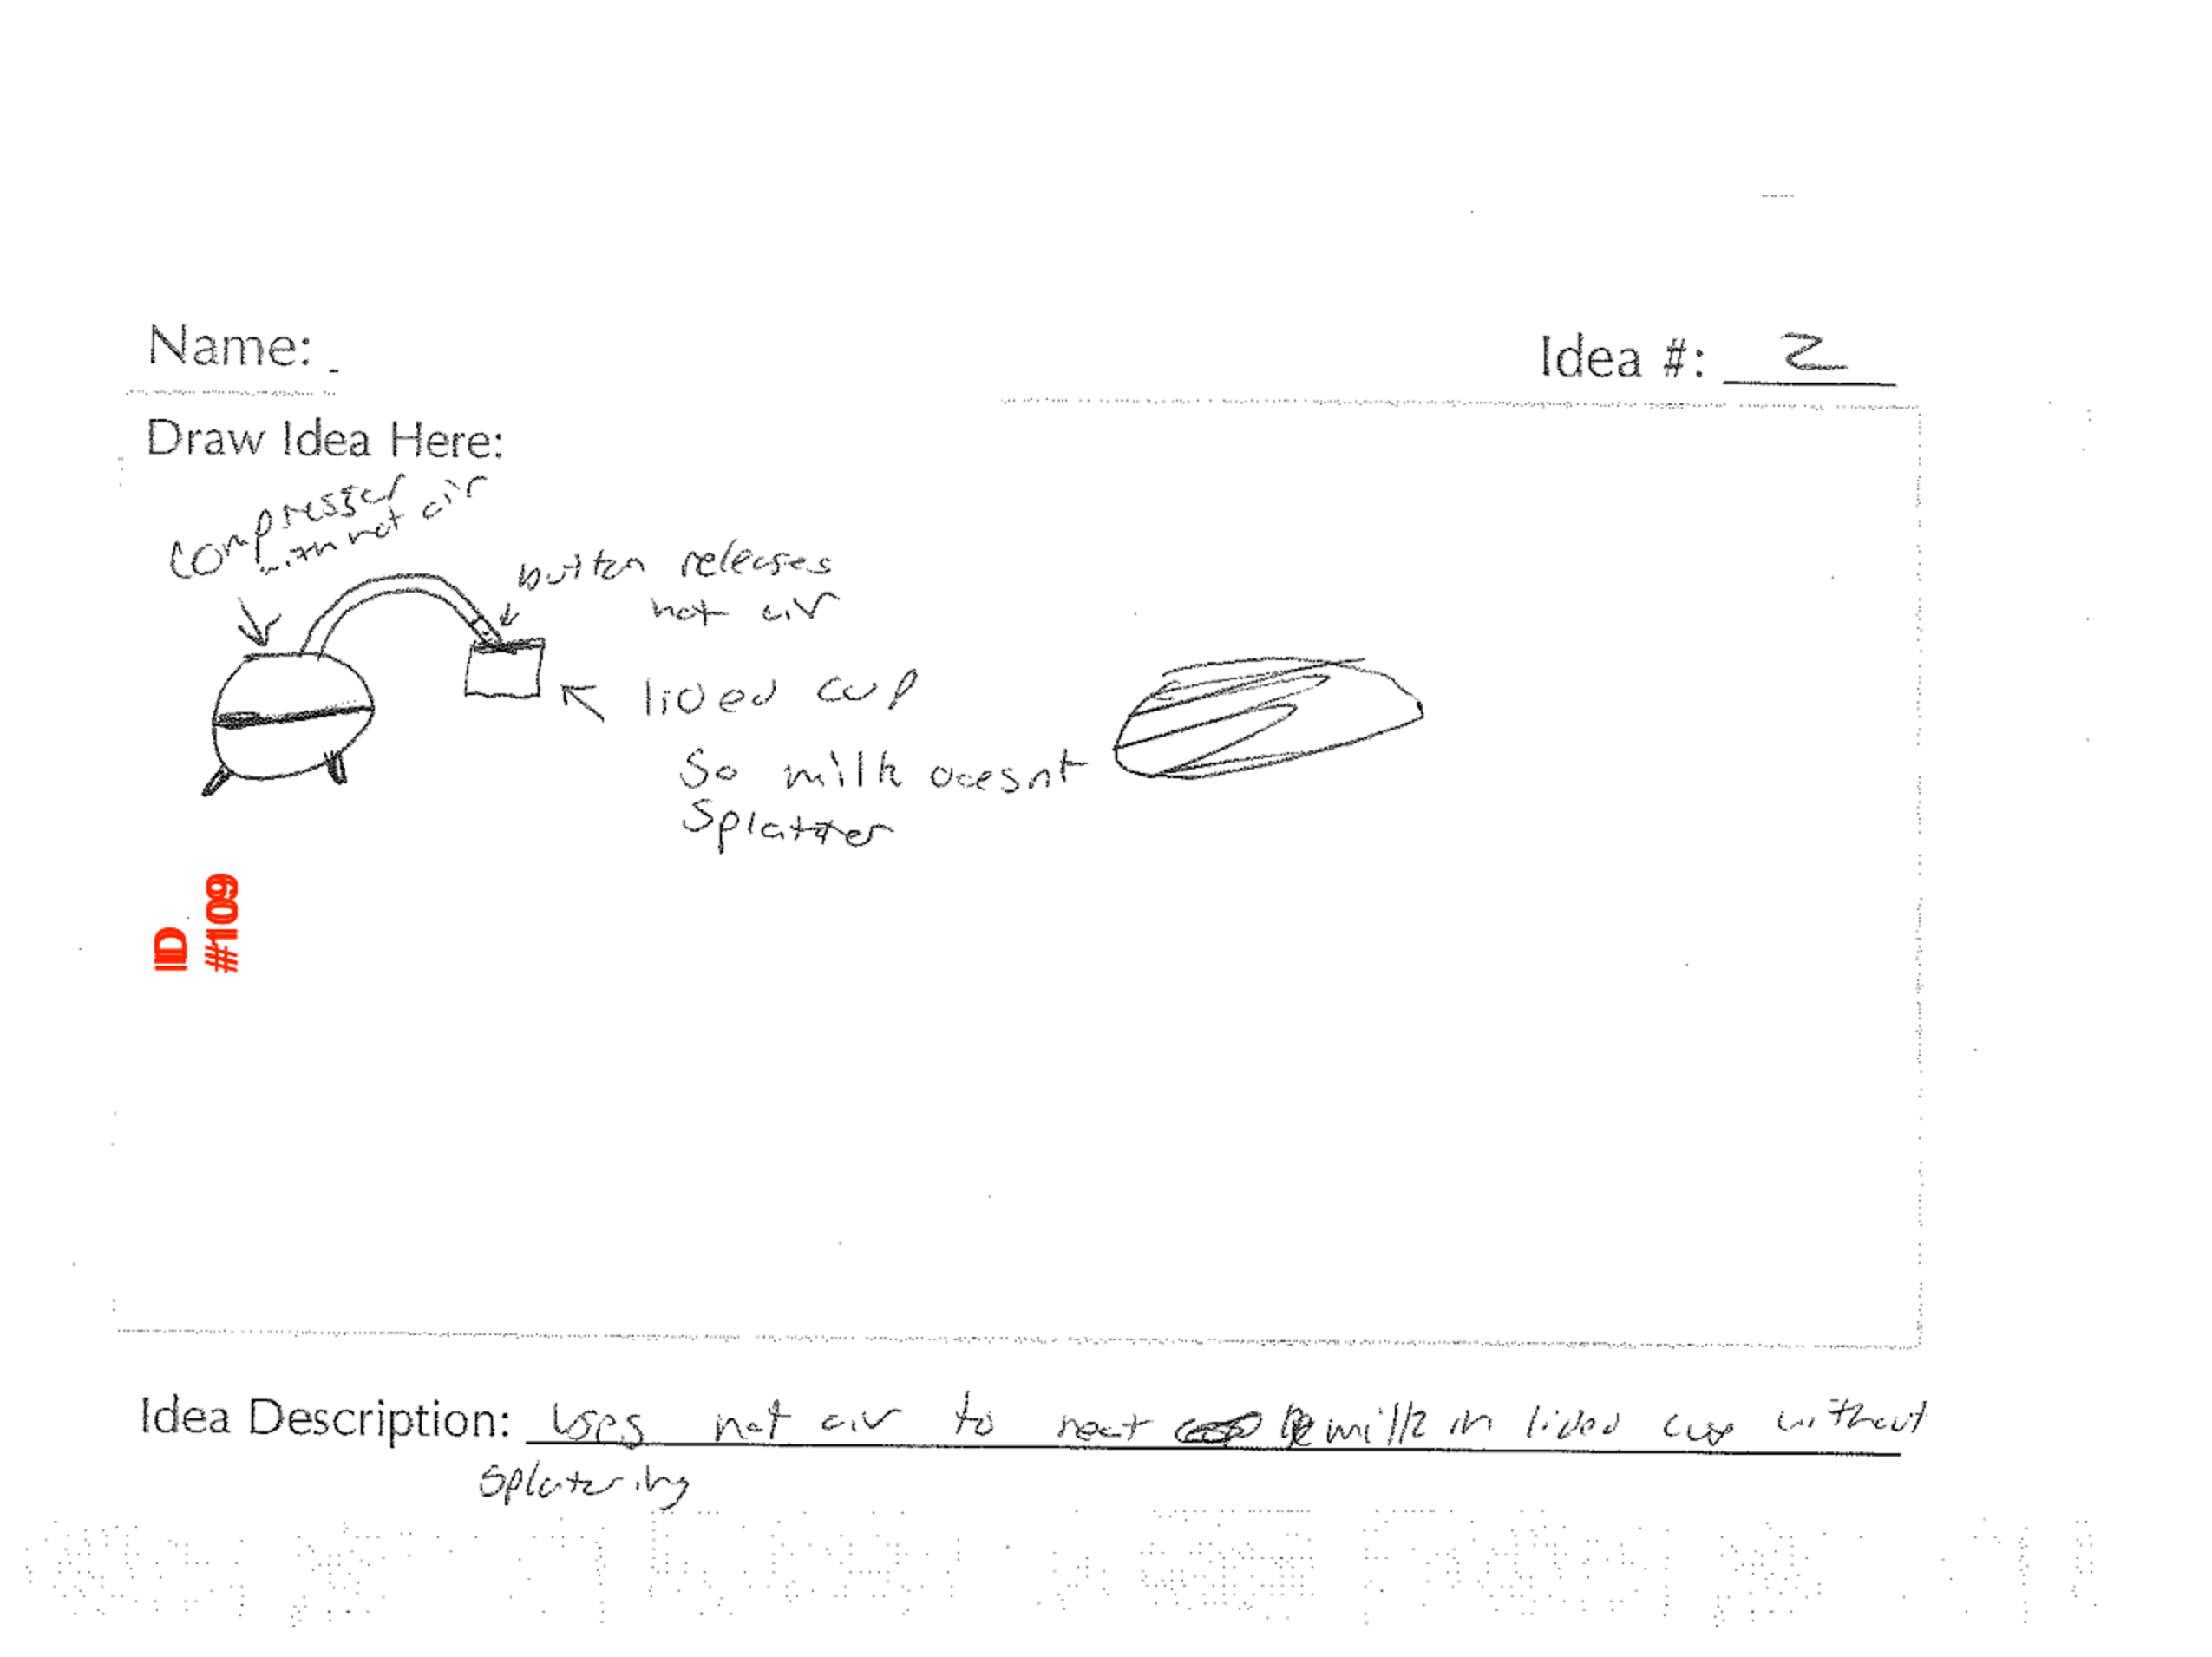 Name:
Idea #: 2
Draw Idea Here:
compresser
with hot air
button releases
hot air
lided cup
So milk doesnt
Splatter
ID
#109
Idea Description: Uses hot air to heat milk in lided cup without
splatering